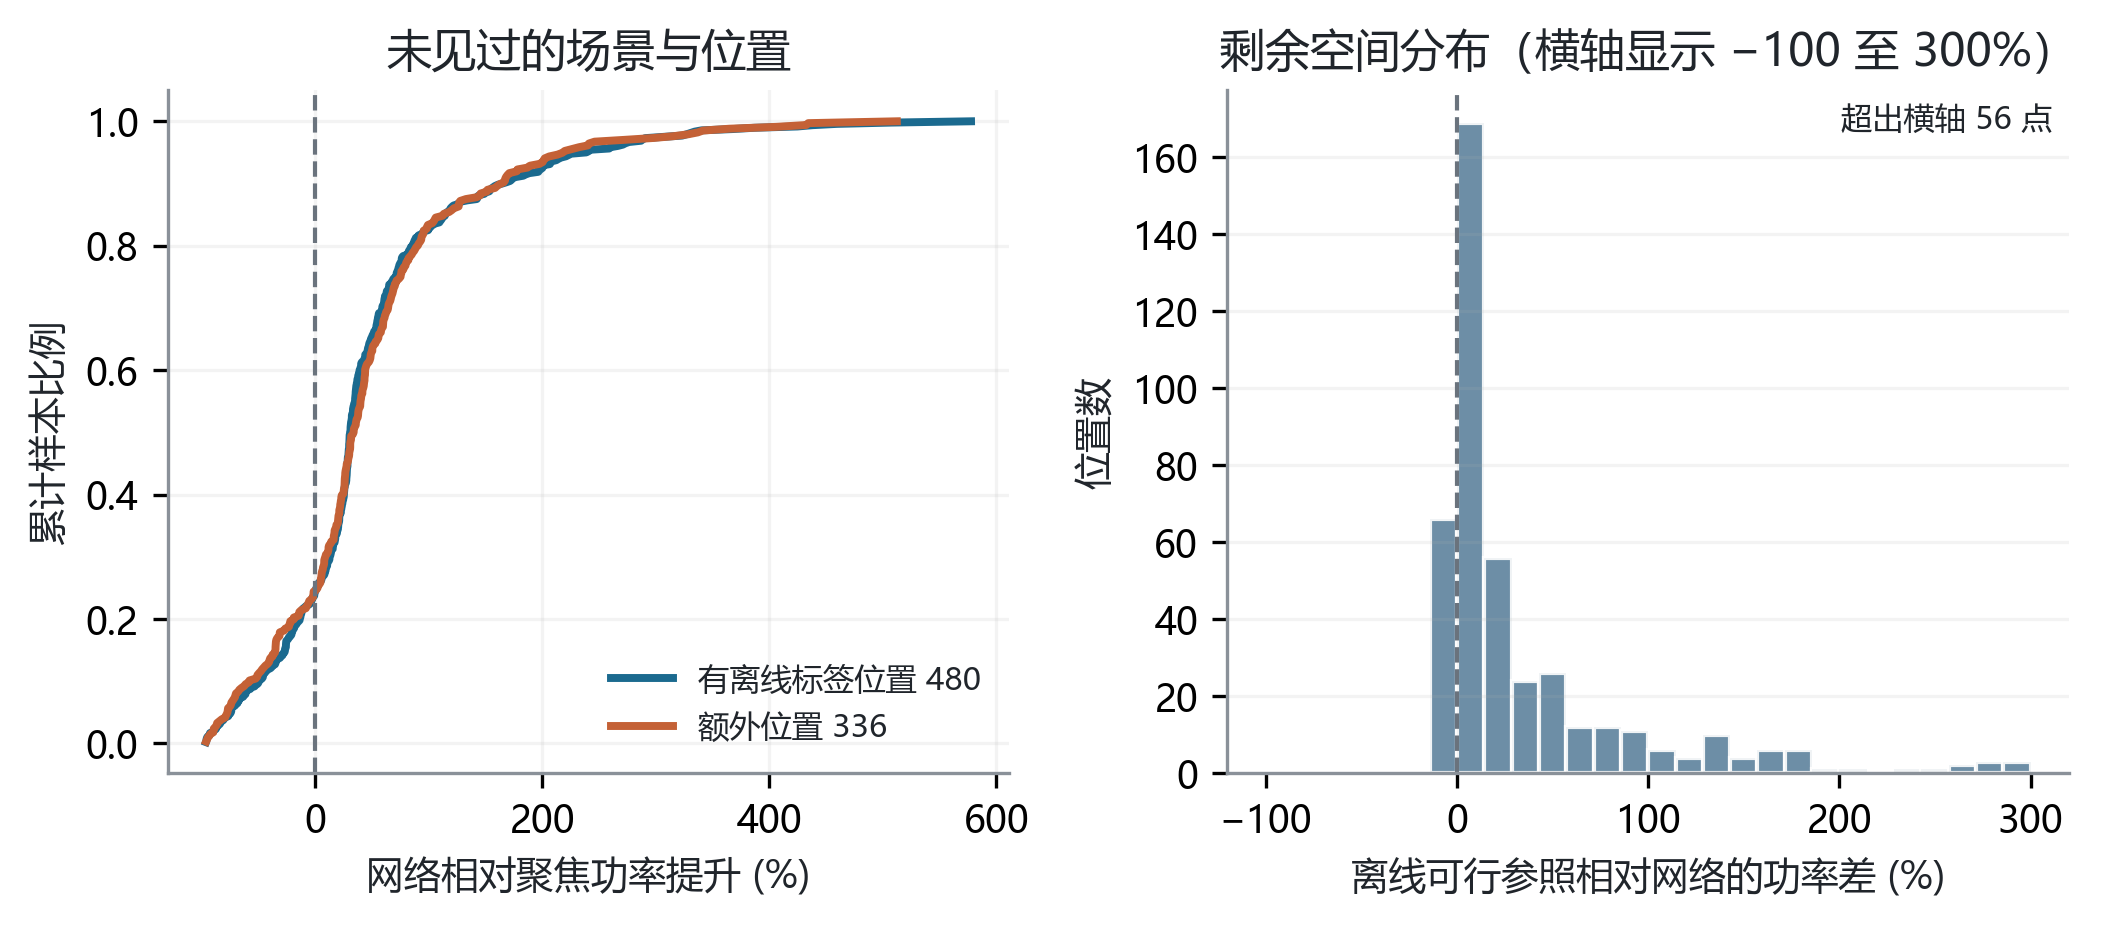 未见过的场景与位置
累计样本比例
1.0
0.8
0.6
0.4
0.2
0.0
有离线标签位置 480
额外位置 336
0
200
400
600
网络相对聚焦功率提升 (%)
剩余空间分布（横轴显示 −100 至 300%）
超出横轴 56 点
位置数
160
140
120
100
80
60
40
20
0
−100
0
100
200
300
离线可行参照相对网络的功率差 (%)